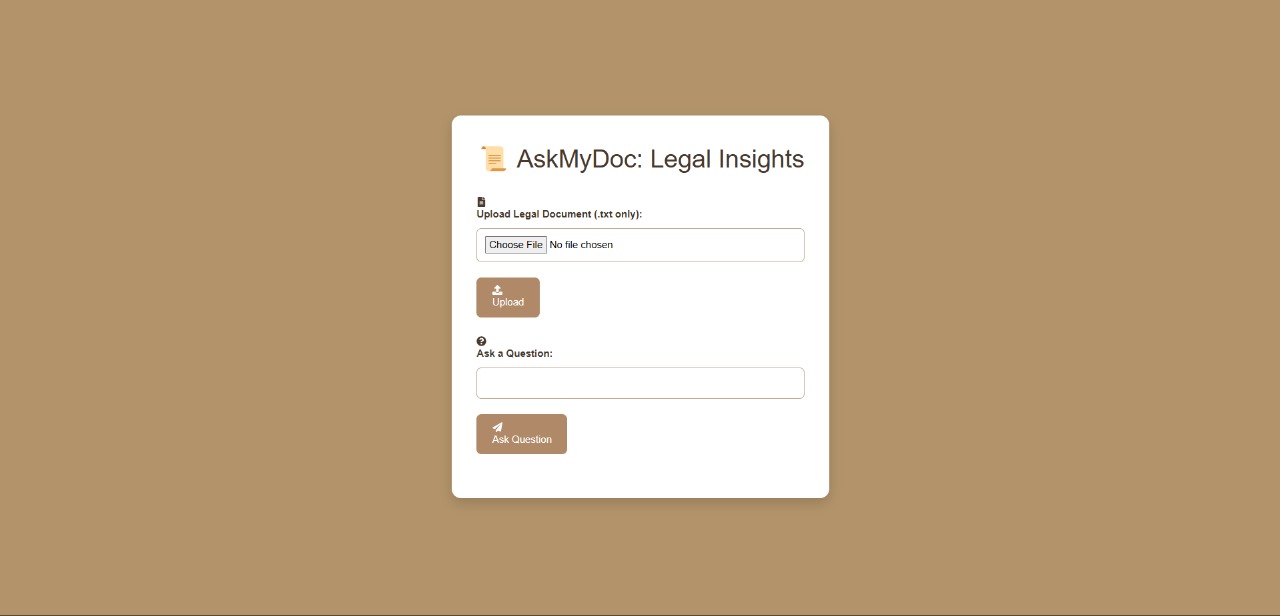 AskMyDoc: Legal Insights
Upload Legal Document (.txt only):
Choose File No file chosen
Upload
Ask a Question:
Ask Question